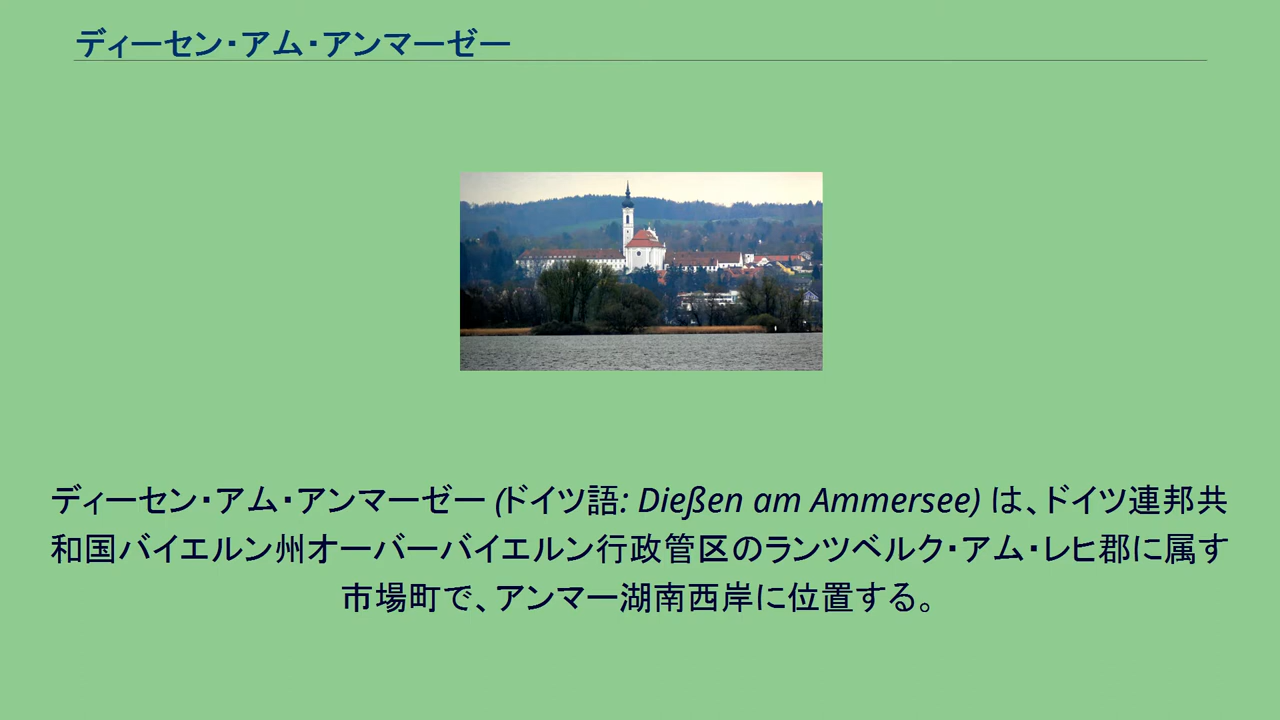 ディーセン・アム・アンマーゼー
ディーセン・アム・アンマーゼー (ドイツ語: Dießen am Ammersee) は、ドイツ連邦共
和国バイエルン州オーバーバイエルン行政管区のランツベルク・アム・レヒ郡に属す
市場町で、アンマー湖南西岸に位置する。